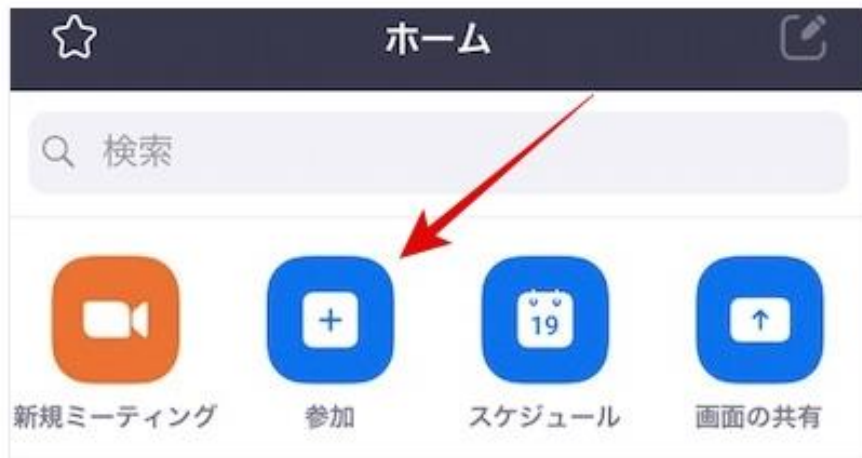 ホーム
検索
19
新規ミーティング
参加
スケジュール
画面の共有